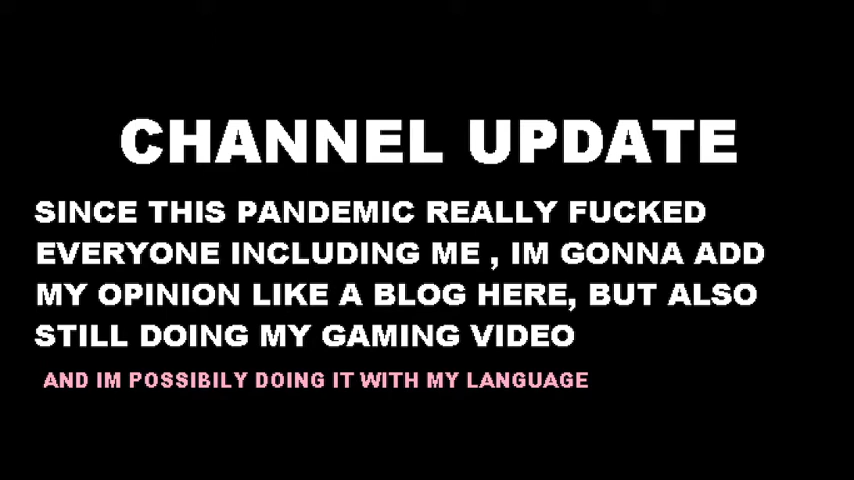 CHANNEL UPDATE
SINCE THIS PANDEMIC REALLY FUCKED
EVERYONE INCLUDING ME , IM GONNA ADD
MY OPINION LIKE A BLOG HERE, BUT ALSO
STILL DOING MY GAMING VIDEO
AND IM POSSIBILY DOING IT WITH MY LANGUAGE